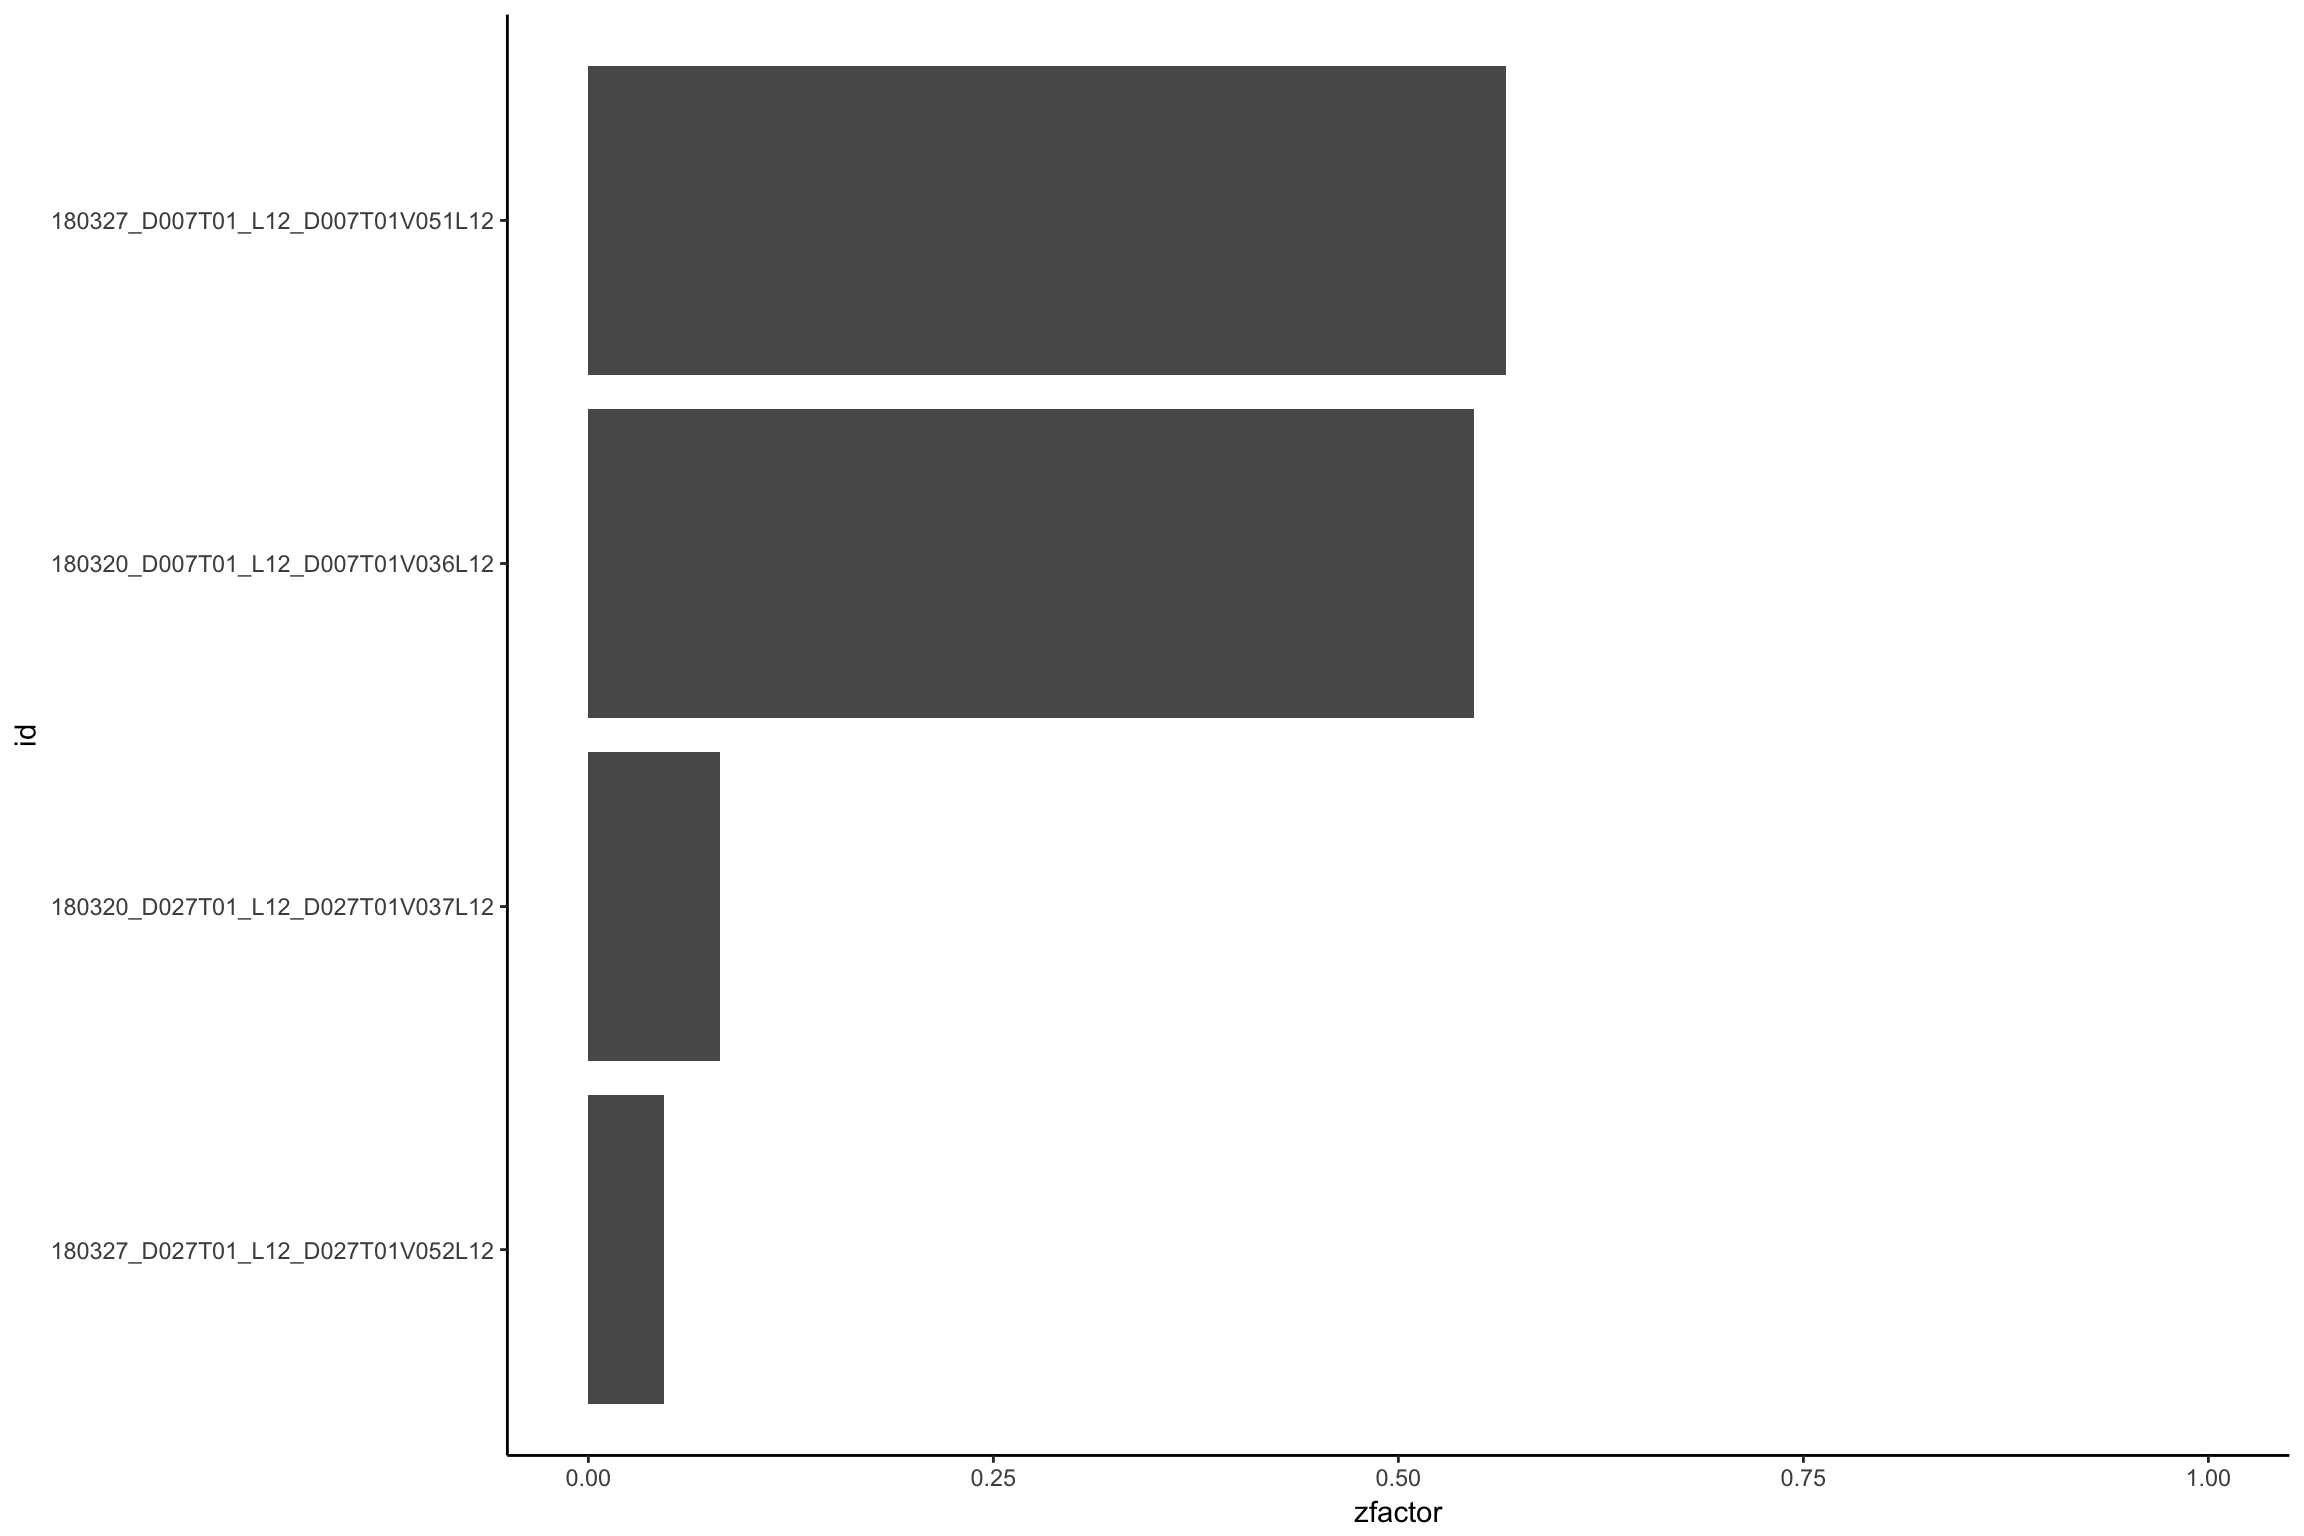 180327_D007T01_L12_D007T01V051L12
180320_D007T01_L12_D007T01V036L12
180320_D027T01_L12_D027T01V037L12
180327_D027T01_L12_D027T01V052L12
id
0.00 0.25 0.50 0.75 1.00
zfactor